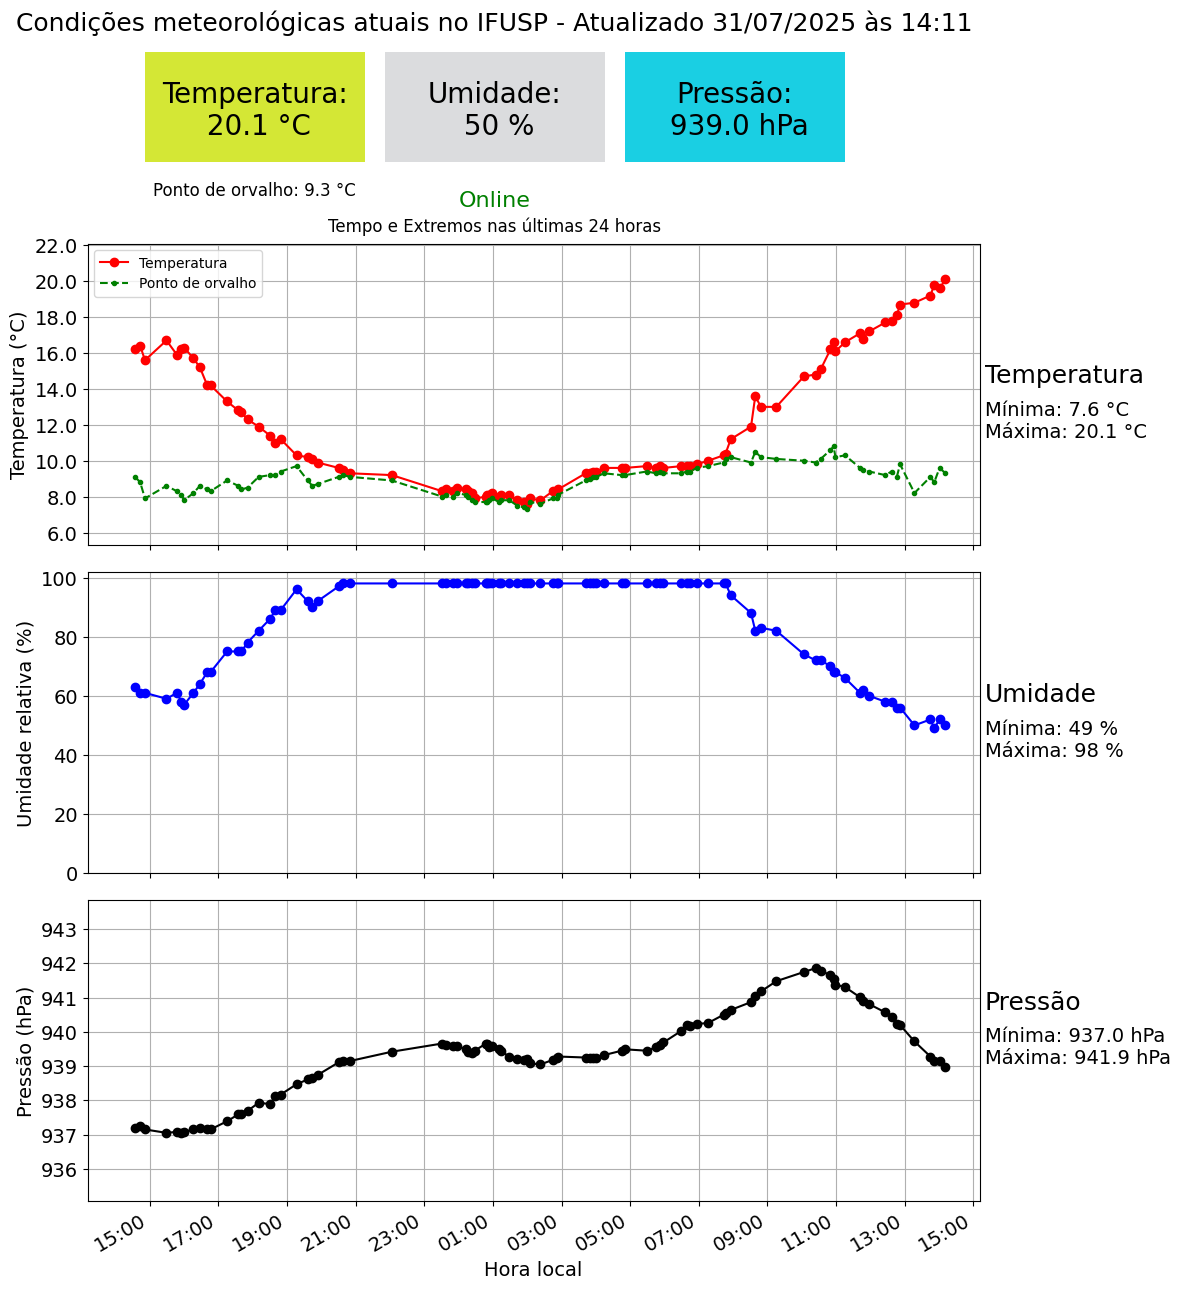 Condições meteorológicas atuais no IFUSP - Atualizado 31/07/2025 às 14:11
Temperatura:
20.1 °C
Umidade:
50 %
Pressão:
939.0 hPa
Ponto de orvalho: 9.3 °C
Online
Tempo e Extremos nas últimas 24 horas
Temperatura (°C)
22.0
20.0
18.0
16.0
14.0
12.0
10.0
8.0
6.0
Temperatura
Ponto de orvalho
Temperatura
Mínima: 7.6 °C
Máxima: 20.1 °C
Umidade relativa (%)
100
80
60
40
20
0
Umidade
Mínima: 49 %
Máxima: 98 %
Pressão (hPa)
943
942
941
940
939
938
937
936
Pressão
Mínima: 937.0 hPa
Máxima: 941.9 hPa
15:00 17:00 19:00 21:00 23:00 01:00 03:00 05:00 07:00 09:00 11:00 13:00 15:00
Hora local